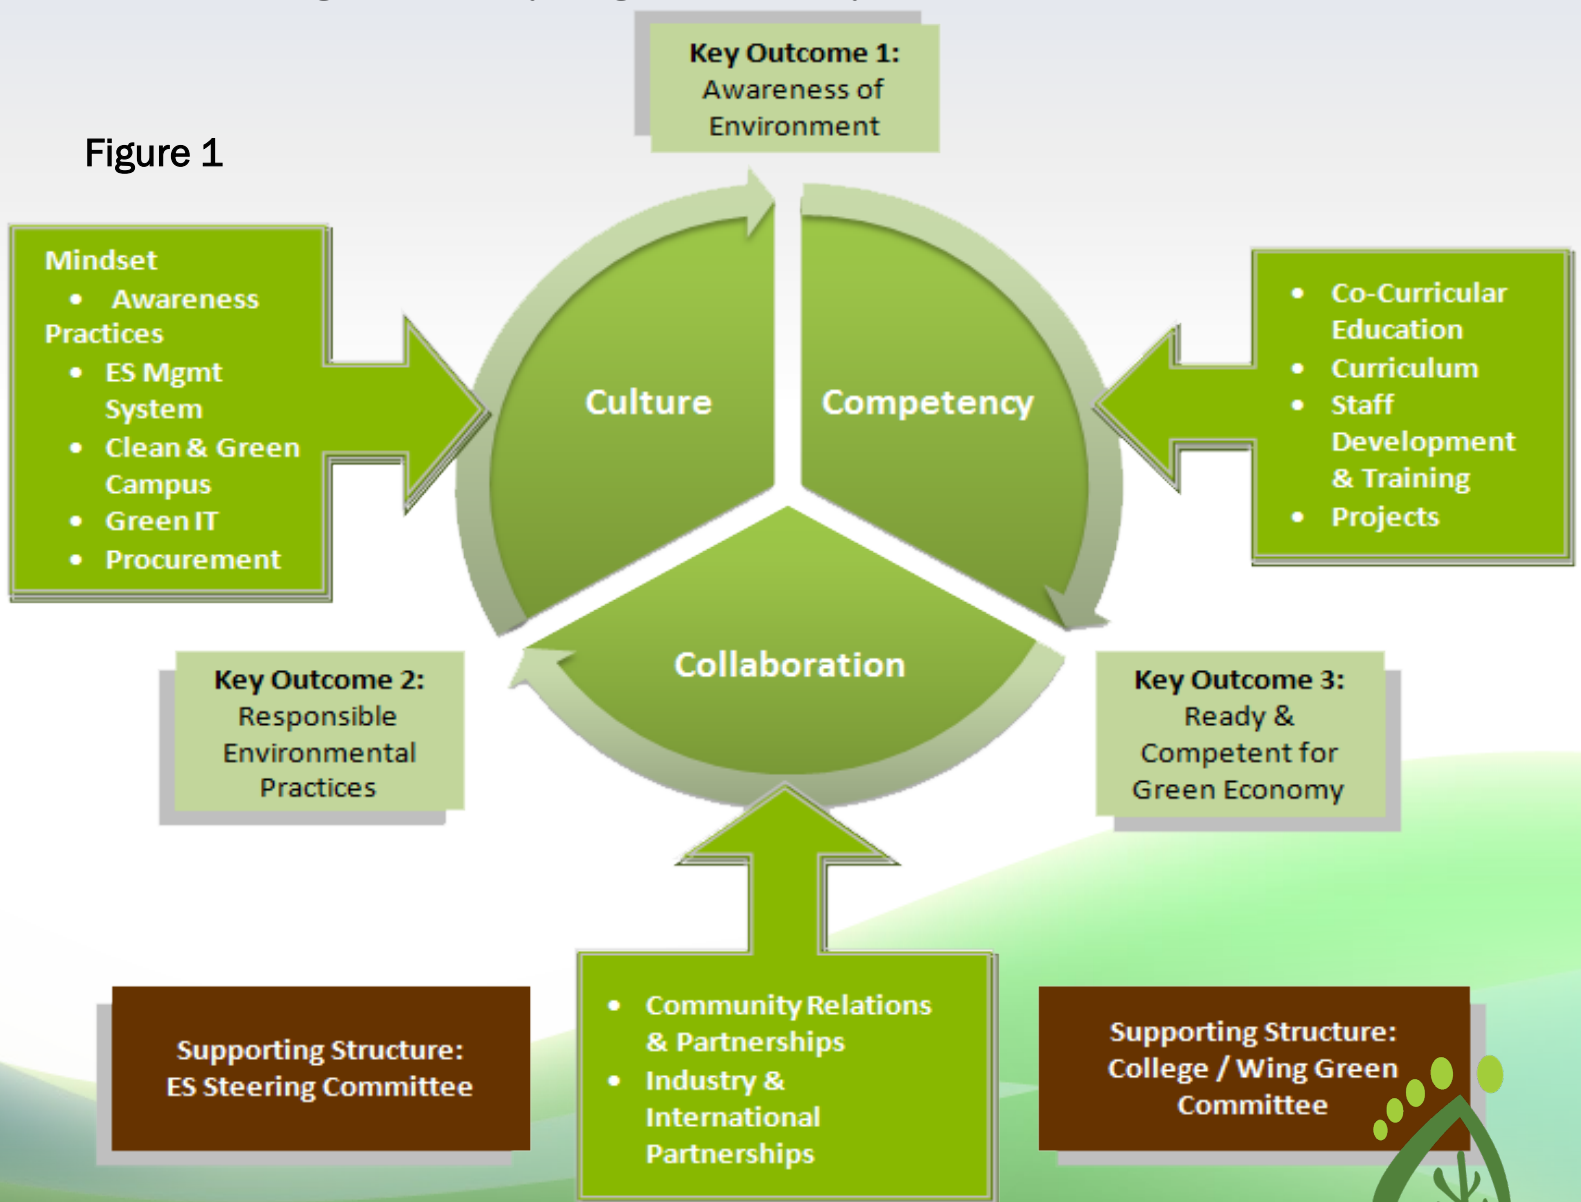 Key Outcome 1:
Awareness of
Environment
Figure 1
Mindset
• Awareness
Practices
• ES Mgmt
System
• Clean & Green
Campus
• Green IT
• Procurement
Culture
Competency
• Co-Curricular
Education
• Curriculum
• Staff
Development
& Training
• Projects
Collaboration
Key Outcome 2:
Responsible
Environmental
Practices
Key Outcome 3:
Ready &
Competent for
Green Economy
Supporting Structure:
ES Steering Committee
• Community Relations
& Partnerships
• Industry &
International
Partnerships
Supporting Structure:
College / Wing Green
Committee